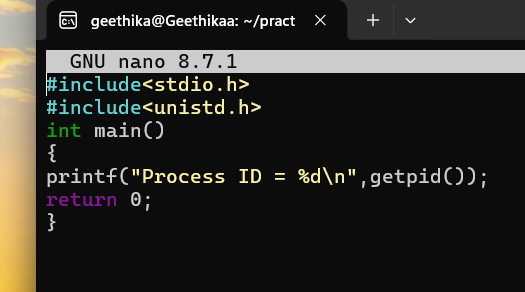 geethika@Geethikaa: ~/pract
GNU nano 8.7.1
#include<stdio.h>
#include<unistd.h>
int main()
{
printf("Process ID = %d\n",getpid());
return 0;
}